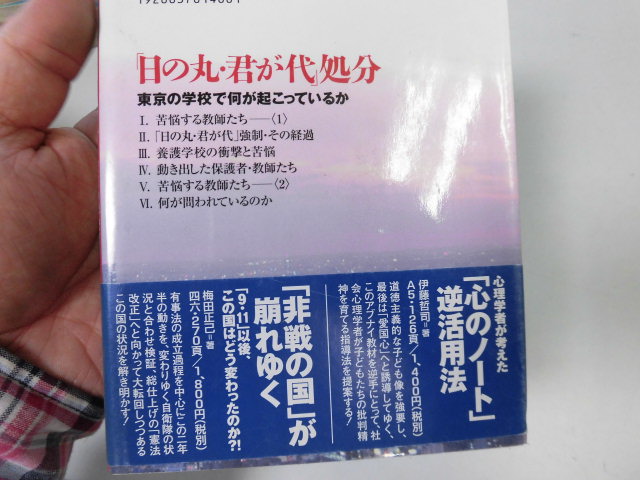 1920037014001
「日の丸・君が代」処分
東京の学校で何が起こっているか
Ⅰ. 苦悩する教師たち——〈1〉
Ⅱ. 「日の丸・君が代」強制・その経過
Ⅲ. 養護学校の衝撃と苦悩
Ⅳ. 動き出した保護者・教師たち
Ⅴ. 苦悩する教師たち——〈2〉
Ⅵ. 何が問われているのか
心理学者が考えた
「心のノート」
逆活用法
伊藤哲司=著
A5・126頁/1,400円(税別)
道徳主義的な子ども像を強要し、
最後は「愛国心」へと誘導してゆく、
このアブナイ教材を逆手にとって、社
会心理学者が子どもたちの批判精
神を育てる指導法を提案する!
「非戦の国」が
崩れゆく
「9・11」以後、
この国はどう変わったのか?!
梅田正己=著
四六・270頁/1,800円(税別)
有事法の成立過程を中心にこの二年
半の動きを、変わりゆく自衛隊の状
況と合わせ検証、総仕上げの「憲法
改正」へと向かって大転回しつつある
この国の状況を解き明かす!